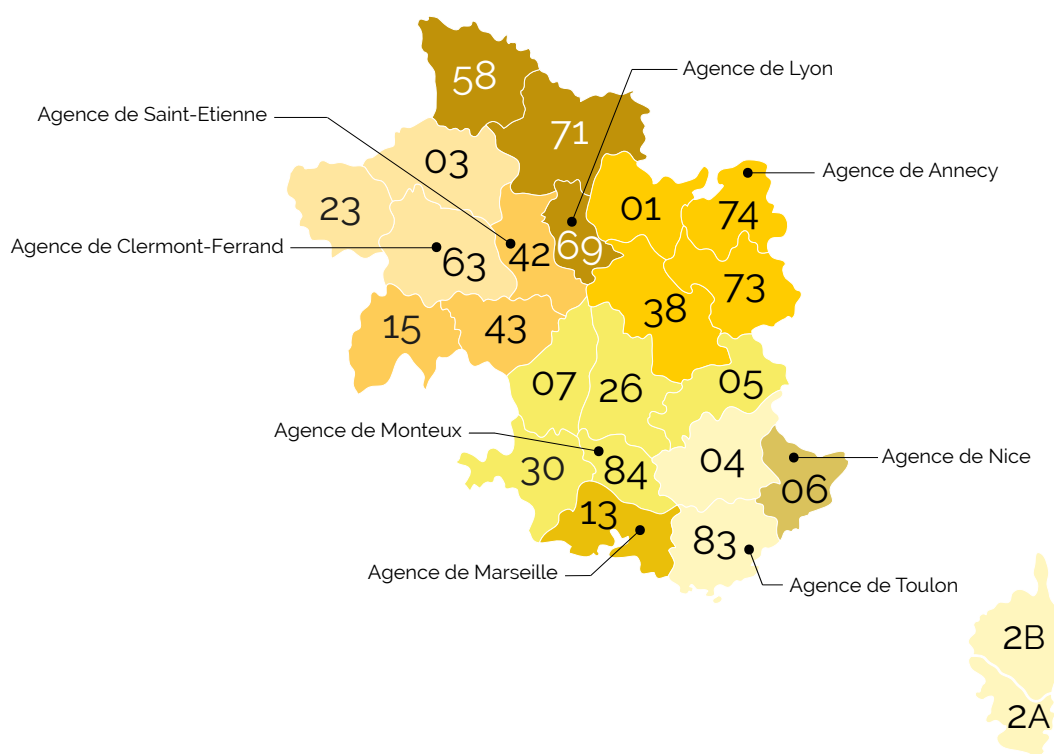 58
Agence de Lyon
Agence de Saint-Etienne
71
03
Agence de Annecy
23
01
74
Agence de Clermont-Ferrand
63
42
69
73
15
43
38
07
26
05
Agence de Monteux
30
84
04
Agence de Nice
06
13
83
Agence de Marseille
Agence de Toulon
2B
2A